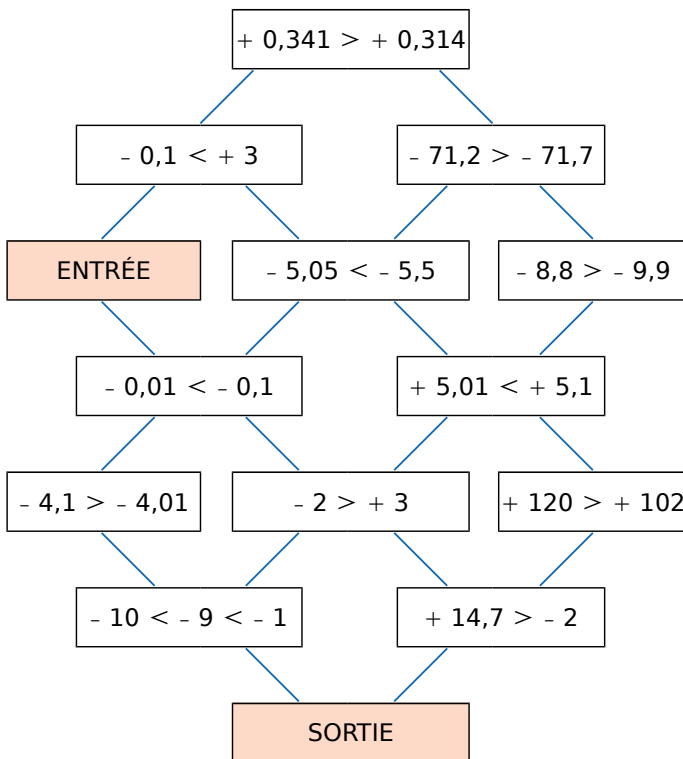 + 0,341 > + 0,314
– 0,1 < + 3
– 71,2 > – 71,7
ENTRÉE
– 5,05 < – 5,5
– 8,8 > – 9,9
– 0,01 < – 0,1
+ 5,01 < + 5,1
– 4,1 > – 4,01
– 2 > + 3
+ 120 > + 102
– 10 < – 9 < – 1
+ 14,7 > – 2
SORTIE